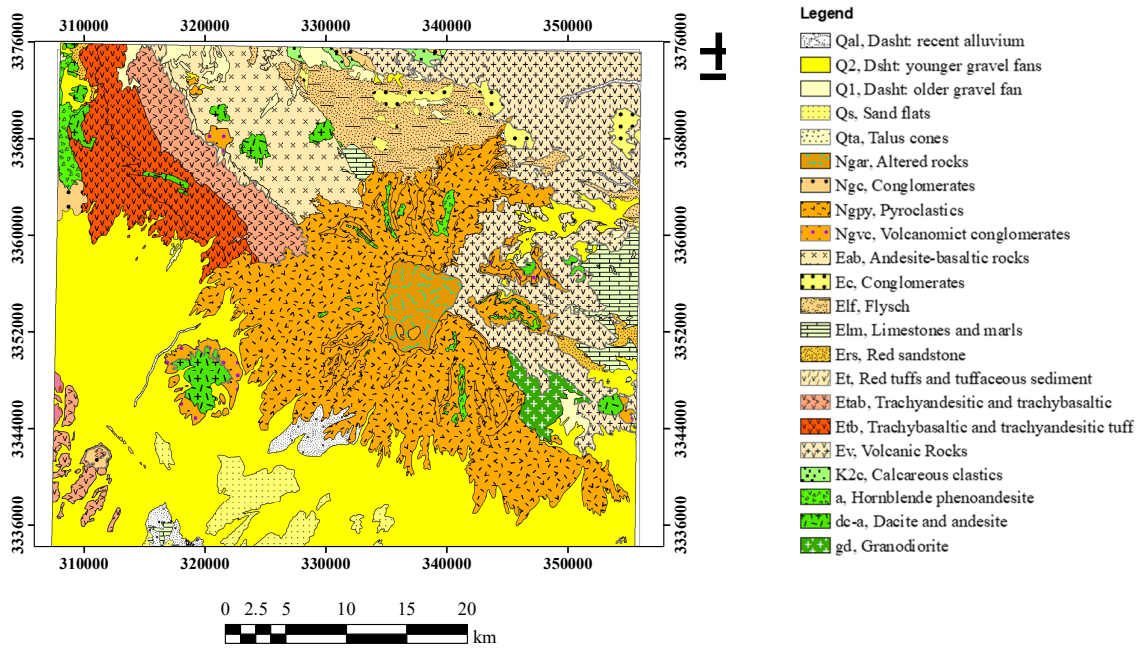 310000 320000 330000 340000 350000
3376000 3376000
3368000 3368000
3360000 3360000
3352000 3352000
3344000 3344000
3336000 3336000
310000 320000 330000 340000 350000
0 2.5 5 10 15 20
km
Legend
Qal, Dasht: recent alluvium
Q2, Dsht: younger gravel fans
Q1, Dasht: older gravel fan
Qs, Sand flats
Qta, Talus cones
Ngar, Altered rocks
Ngc, Conglomerates
Ngpy, Pyroclastics
Ngvc, Volcanomict conglomerates
Eab, Andesite-basaltic rocks
Ec, Conglomerates
Elf, Flysch
Elm, Limestones and marls
Ers, Red sandstone
Et, Red tuffs and tuffaceous sediment
Etab, Trachyandesitic and trachybasaltic
Etb, Trachybasaltic and trachyandesitic tuff
Ev, Volcanic Rocks
K2c, Calcareous clastics
a, Hornblende phenoandesite
dc-a, Dacite and andesite
gd, Granodiorite